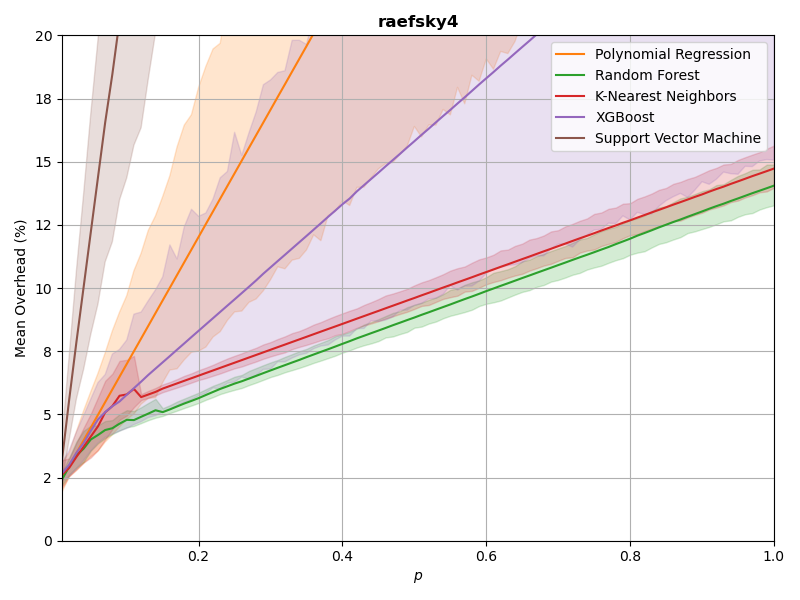 raefsky4
Mean Overhead (%)
20
18
15
12
10
8
5
2
0
Polynomial Regression
Random Forest
K-Nearest Neighbors
XGBoost
Support Vector Machine
0.2
0.4
0.6
0.8
1.0
p